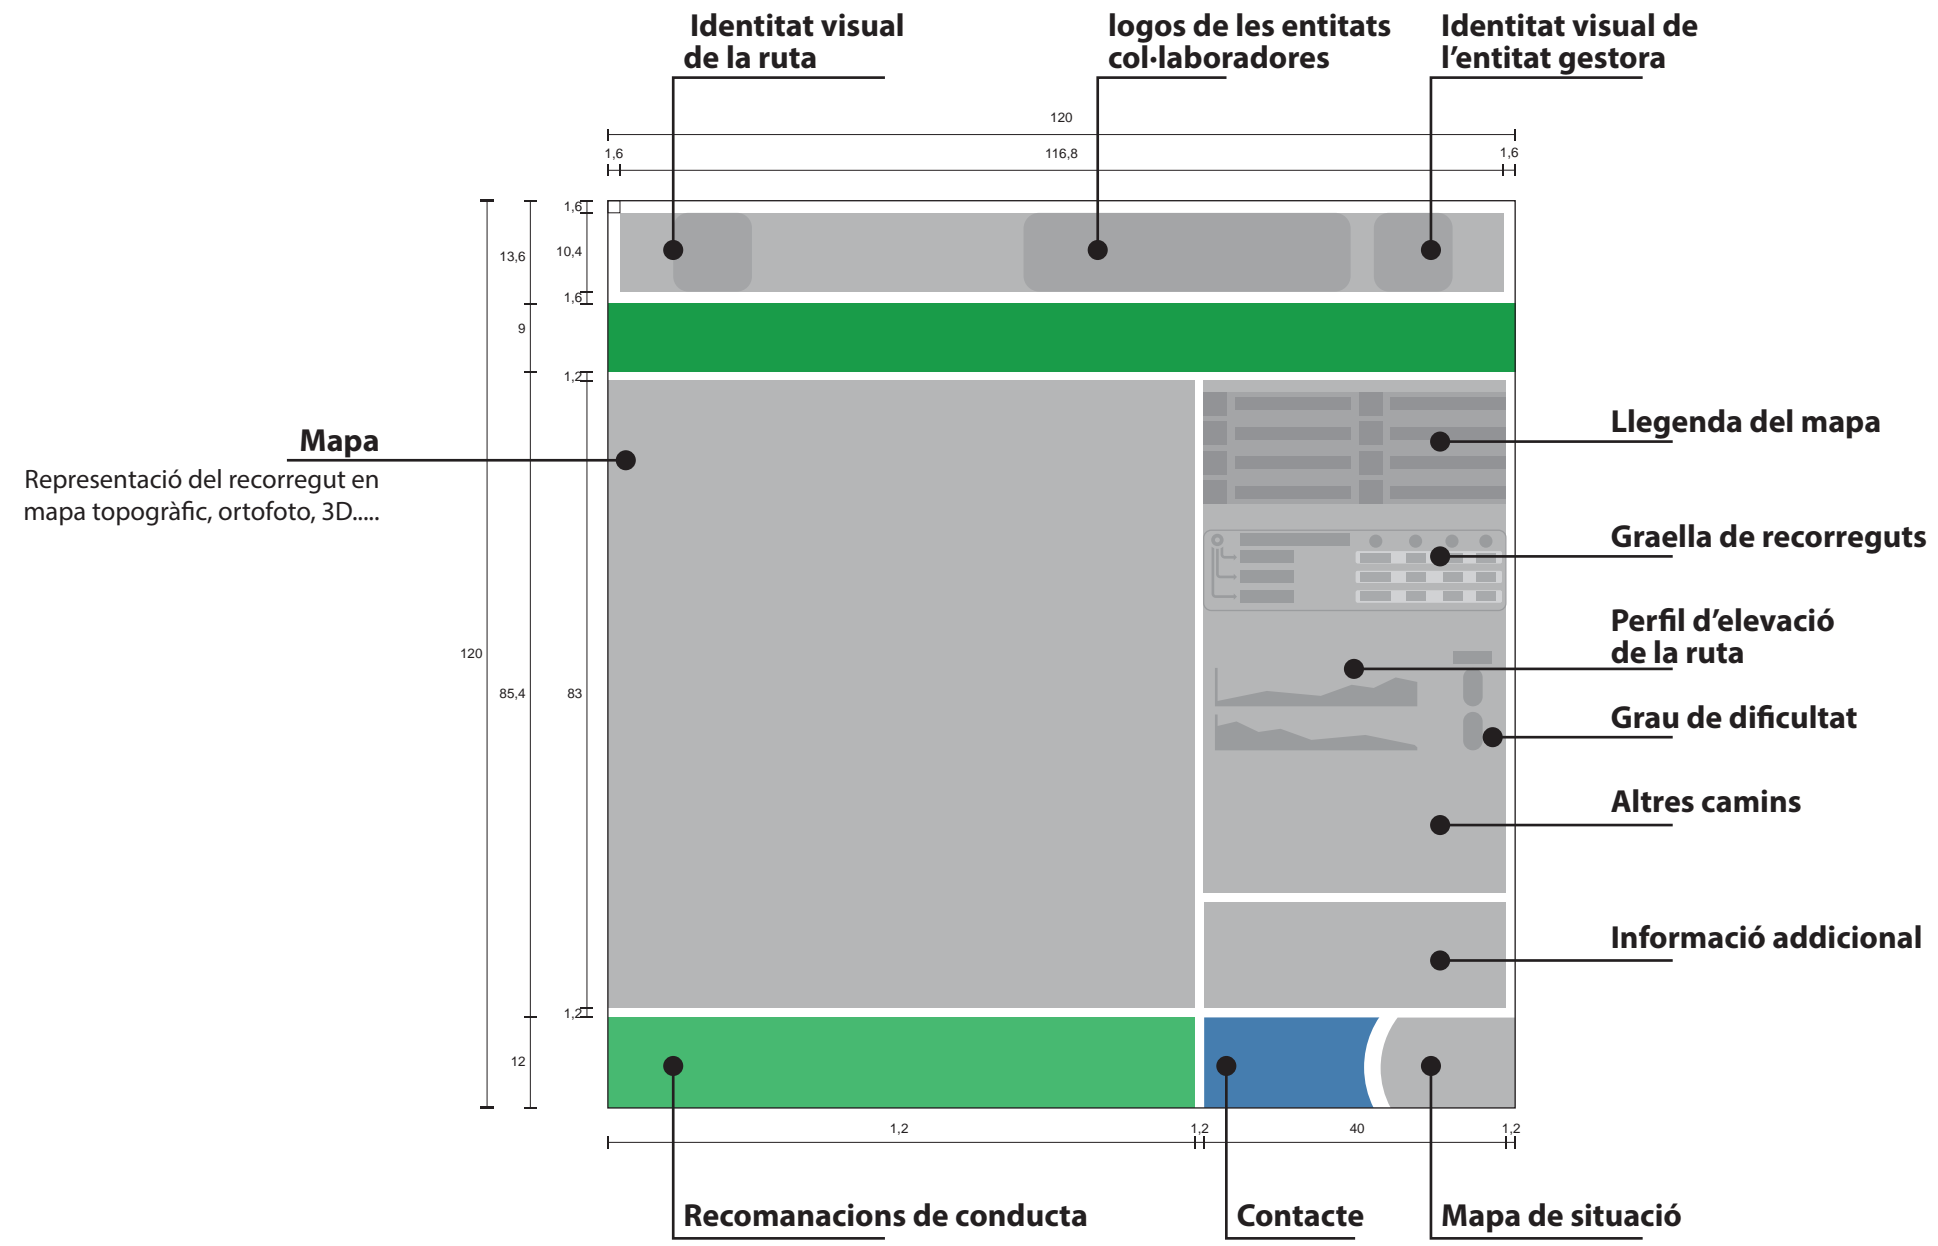 Identitat visual
de la ruta
logos de les entitats
col·laboradores
Identitat visual de
l'entitat gestora
120
1,6
116,8
1,6
1,6
13,6
10,4
1,6
9
1,2
Mapa
Representació del recorregut en
mapa topogràfic, ortofoto, 3D.....
Llegenda del mapa
Graella de recorreguts
Perfil d'elevació
de la ruta
120
85,4
83
Grau de dificultat
Altres camins
Informació addicional
1,2
12
1,2
1,2
40
1,2
Recomanacions de conducta
Contacte
Mapa de situació